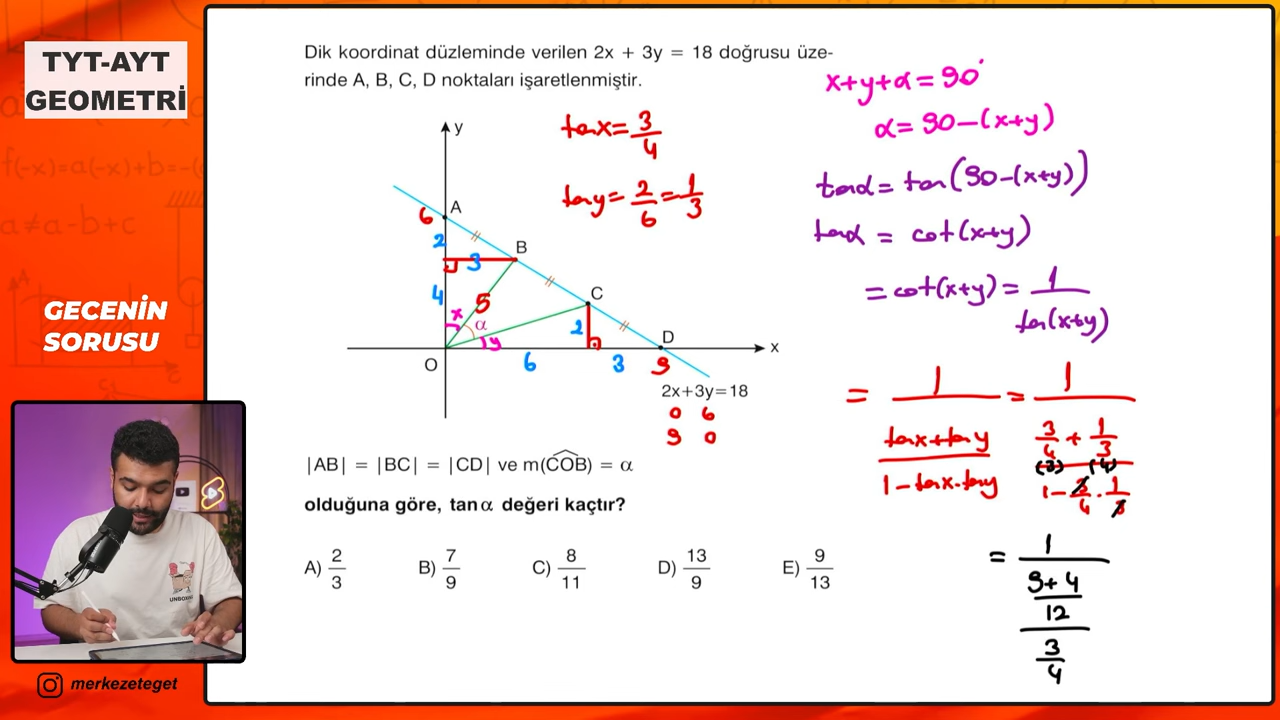 TYT-AYT
GEOMETRİ
GECENİN
SORUSU
merkezeteget
Dik koordinat düzleminde verilen 2x + 3y = 18 doğrusu üze-
rinde A, B, C, D noktaları işaretlenmiştir.
tanx = 3/4
tany = 2/6 = 1/3
y
6 A
2
B
3
4
5
C
x
α
2
y
D
x
O
6
3
9
2x+3y=18
0 6
9 0
|AB| = |BC| = |CD| ve m(COB) = α
olduğuna göre, tan α değeri kaçtır?
A) 2/3 B) 7/9 C) 8/11 D) 13/9 E) 9/13
x+y+α = 90°
α = 90-(x+y)
tanα = tan(90-(x+y))
tanα = cot(x+y)
= cot(x+y) = 1/tan(x+y)
= 1/((tanx+tany)/(1-tanx.tany)) = 1/((3/4 + 1/3)/(1-3/4.1/3))
(3) (4)
= 1/(((9+4)/12)/(3/4))
UNBOXING